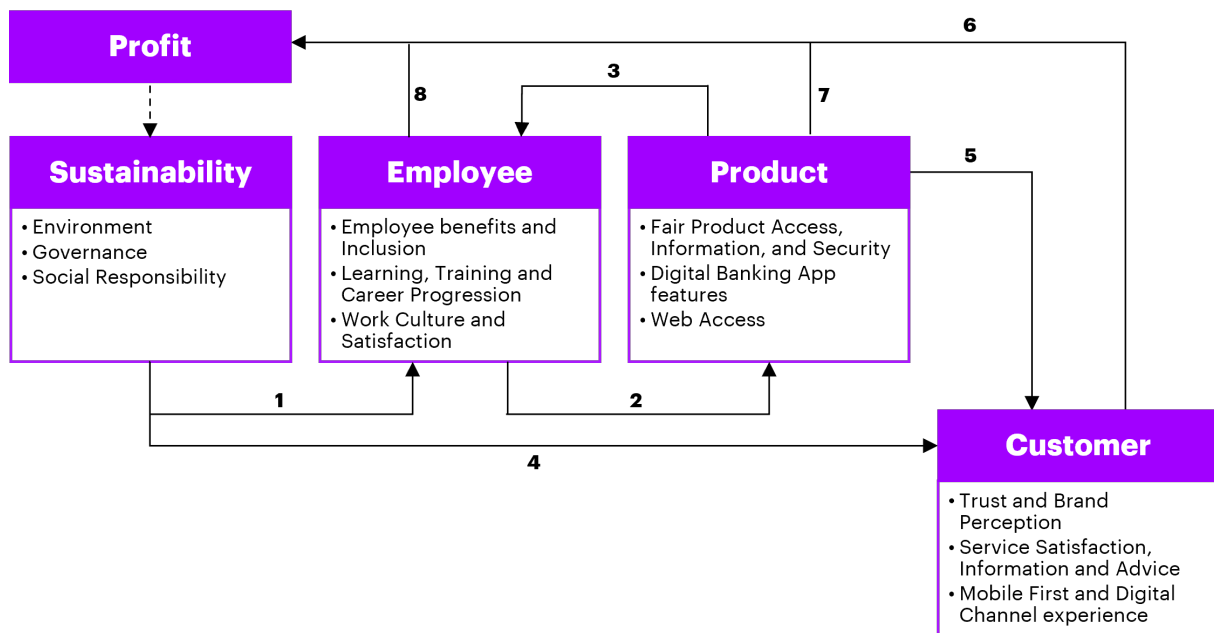 Profit
6
3
8
7
Sustainability
Employee
Product
5
• Environment
• Governance
• Social Responsibility
• Employee benefits and
Inclusion
• Learning, Training and
Career Progression
• Work Culture and
Satisfaction
• Fair Product Access,
Information, and Security
• Digital Banking App
features
• Web Access
1
2
4
Customer
• Trust and Brand
Perception
• Service Satisfaction,
Information and Advice
• Mobile First and Digital
Channel experience